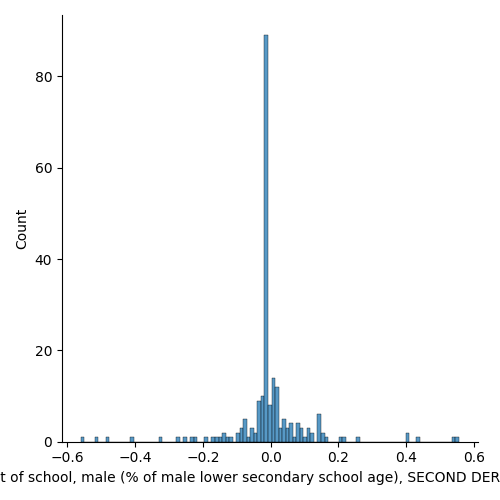 80
60
40
20
0
Count
−0.6 −0.4 −0.2 0.0 0.2 0.4 0.6
t of school, male (% of male lower secondary school age), SECOND DER